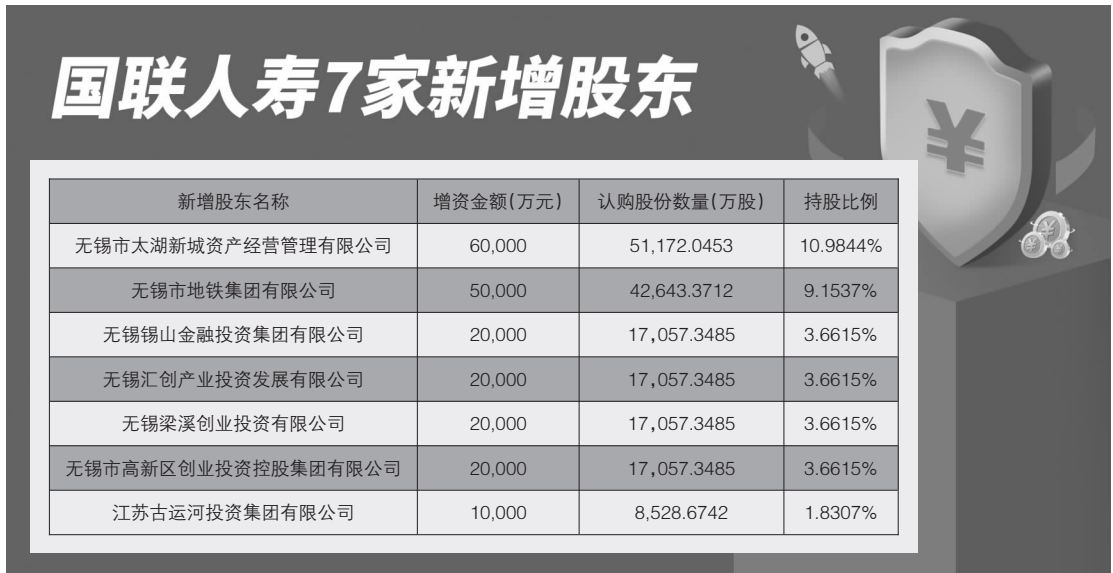 国联人寿7家新增股东
¥
新增股东名称 增资金额(万元) 认购股份数量(万股) 持股比例
无锡市太湖新城资产经营管理有限公司 60,000 51,172.0453 10.9844%
无锡市地铁集团有限公司 50,000 42,643.3712 9.1537%
无锡锡山金融投资集团有限公司 20,000 17,057.3485 3.6615%
无锡汇创产业投资发展有限公司 20,000 17,057.3485 3.6615%
无锡梁溪创业投资有限公司 20,000 17,057.3485 3.6615%
无锡市高新区创业投资控股集团有限公司 20,000 17,057.3485 3.6615%
江苏古运河投资集团有限公司 10,000 8,528.6742 1.8307%